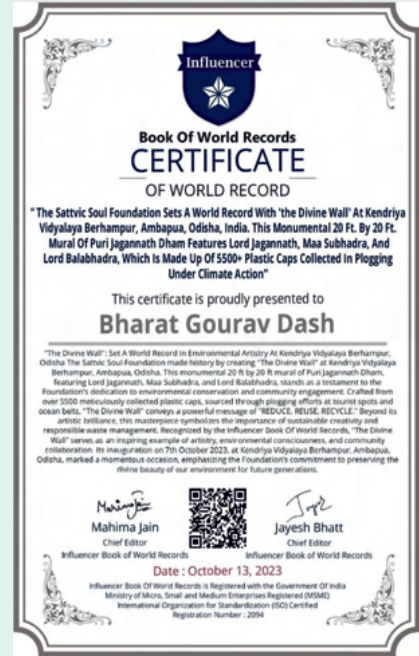 Influencer
Book Of World Records
CERTIFICATE
OF WORLD RECORD
"The Sattvic Soul Foundation Sets A World Record With 'the Divine Wall' At Kendriya
Vidyalaya Berhampur, Ambapua, Odisha, India. This Monumental 20 Ft. By 20 Ft.
Mural Of Puri Jagannath Dham Features Lord Jagannath, Maa Subhadra, And
Lord Balabhadra, Which Is Made Up Of 5500+ Plastic Caps Collected In Plogging
Under Climate Action"
This certificate is proudly presented to
Bharat Gourav Dash
"The Divine Wall": Set A World Record In Environmental Artistry At Kendriya Vidyalaya Berhampur,
Odisha The Sattvic Soul Foundation made history by creating "The Divine Wall" at Kendriya Vidyalaya
Berhampur, Ambapua, Odisha. This monumental 20 ft by 20 ft mural of Puri Jagannath Dham,
featuring Lord Jagannath, Maa Subhadra, and Lord Balabhadra, stands as a testament to the
Foundation's dedication to environmental conservation and community engagement. Crafted from
over 5500 meticulously collected plastic caps, sourced through plogging efforts at tourist spots and
ocean belts, "The Divine Wall" conveys a powerful message of "REDUCE, REUSE, RECYCLE." Beyond its
artistic brilliance, this masterpiece symbolizes the importance of sustainable creativity and
responsible waste management. Recognized by the Influencer Book Of World Records, "The Divine
Wall" serves as an inspiring example of artistry, environmental consciousness, and community
collaboration. Its inauguration on 7th October 2023, at Kendriya Vidyalaya Berhampur, Ambapua,
Odisha, marked a momentous occasion, emphasizing the Foundation's commitment to preserving the
divine beauty of our environment for future generations.
Mahima Jain
Chief Editor
Influencer Book of World Records
Jayesh Bhatt
Chief Editor
Influencer Book of World Records
Date : October 13, 2023
Influencer Book Of World Records is Registered with the Government Of India
Ministry of Micro, Small and Medium Enterprises Registered (MSME)
International Organization for Standardization (ISO) Certified
Registration Number : 2094